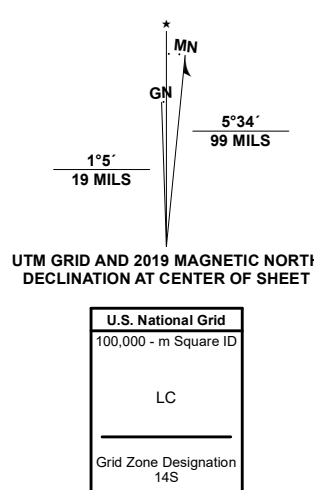 ★
MN
GN
5°34´
99 MILS
1°5´
19 MILS
UTM GRID AND 2019 MAGNETIC NORTH
DECLINATION AT CENTER OF SHEET
U.S. National Grid
100,000 - m Square ID
LC
Grid Zone Designation
14S